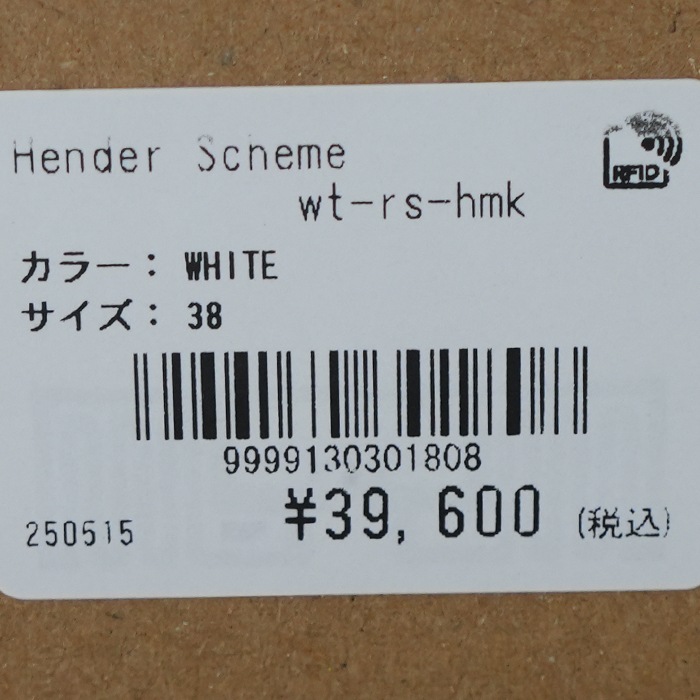 Hender Scheme
RFID
wt-rs-hmk
カラー: WHITE
サイズ: 38
9999130301808
¥39,600 (税込)
250515